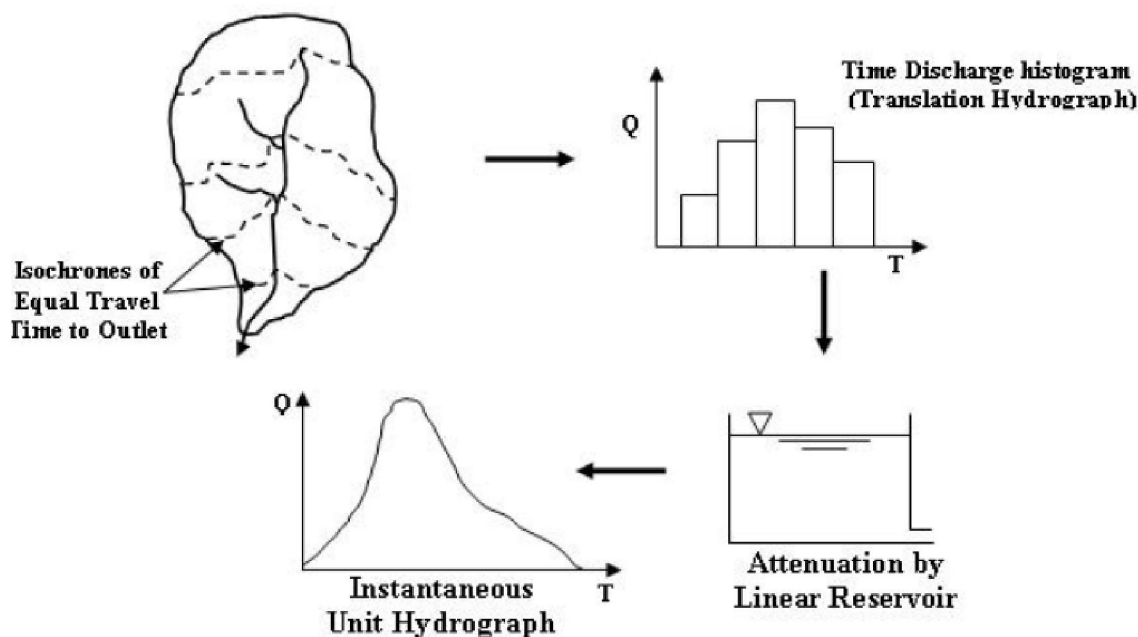 Time Discharge histogram
(Translation Hydrograph)
Q
T
Isochrones of
Equal Travel
Time to Outlet
Q
T
Instantaneous
Unit Hydrograph
Attenuation by
Linear Reservoir